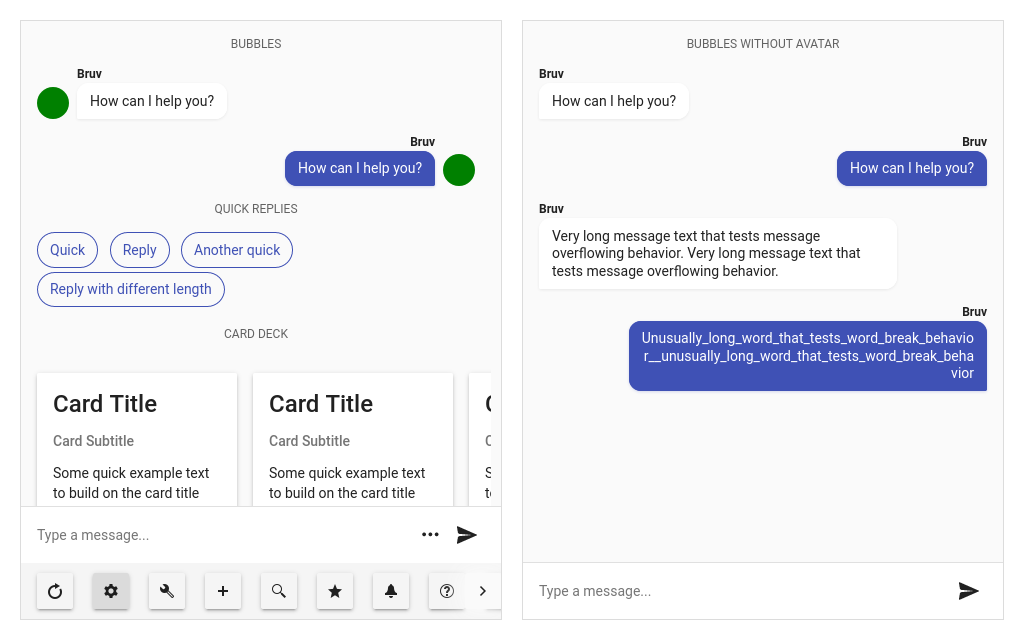 BUBBLES
Bruv
How can I help you?
Bruv
How can I help you?
QUICK REPLIES
Quick
Reply
Another quick
Reply with different length
CARD DECK
Card Title
Card Subtitle
Some quick example text
to build on the card title
Card Title
Card Subtitle
Some quick example text
to build on the card title
Type a message...
BUBBLES WITHOUT AVATAR
Bruv
How can I help you?
Bruv
How can I help you?
Bruv
Very long message text that tests message
overflowing behavior. Very long message text that
tests message overflowing behavior.
Bruv
Unusually_long_word_that_tests_word_break_behavio
r__unusually_long_word_that_tests_word_break_beha
vior
Type a message...